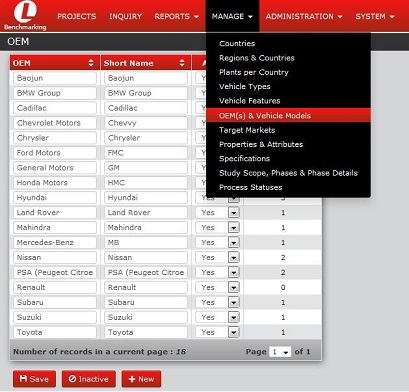 L
Benchmarking
PROJECTS INQUIRY REPORTS MANAGE ADMINISTRATION SYSTEM
OEM
Countries
Regions & Countries
Plants per Country
Vehicle Types
Vehicle Features
OEM(s) & Vehicle Models
Target Markets
Properties & Attributes
Specifications
Study Scope, Phases & Phase Details
Process Statuses
OEM Short Name A
Baojun Baojun Y
BMW Group BMW Group Y
Cadillac Cadillac Y
Chevrolet Motors Chevvy Y
Chrysler Chrysler Y
Ford Motors FMC Y
General Motors GM Y
Honda Motors HMC Y
Hyundai Hyundai Yes
Land Rover Land Rover Yes 1
Mahindra Mahindra Yes 1
Mercedes-Benz MB Yes 1
Nissan Nissan Yes 2
PSA (Peugeot Citroe PSA (Peugeot Citroe Yes 2
Renault Renault Yes 0
Subaru Subaru Yes 1
Suzuki Suzuki Yes 1
Toyota Toyota Yes 1
Number of records in a current page : 18 Page 1 of 1
Save Inactive New